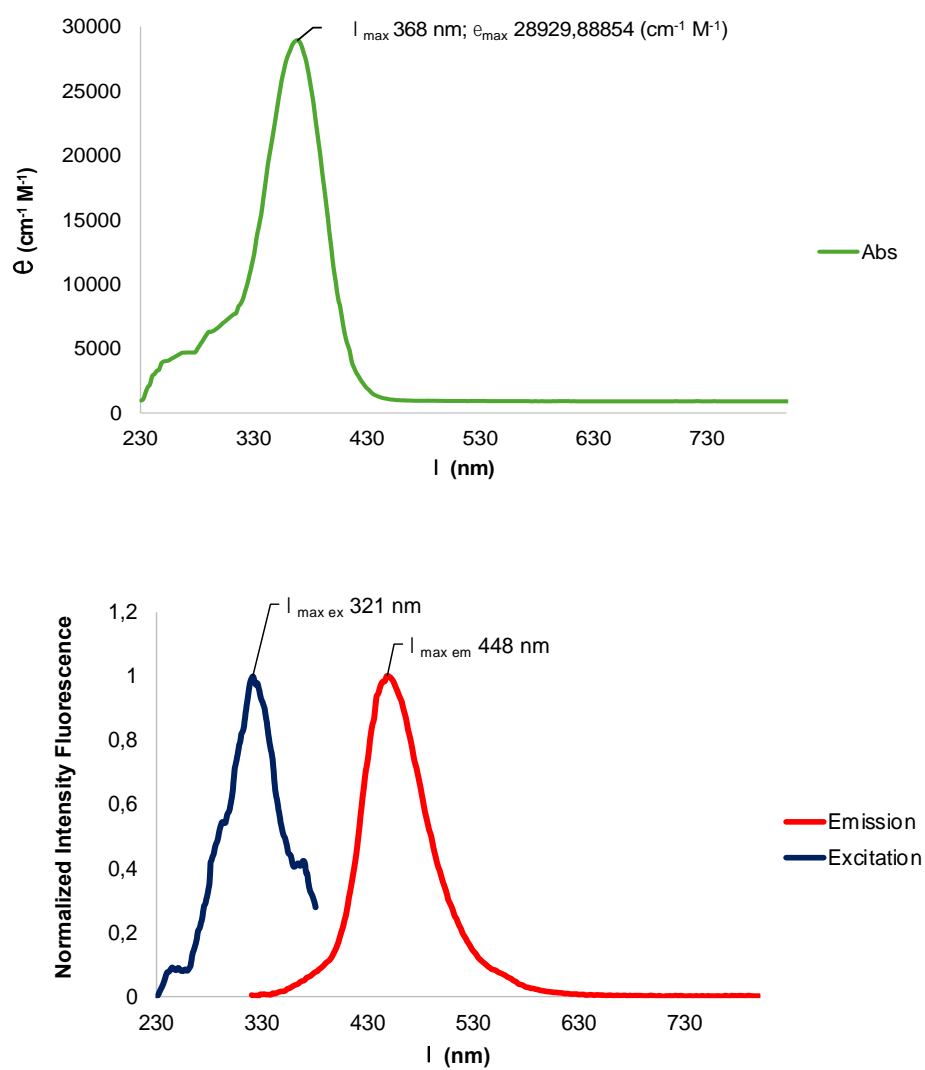 l max 368 nm; emax 28929,88854 (cm-1 M-1)
30000
25000
20000
15000
10000
5000
0
e (cm-1 M-1)
Abs
230 330 430 530 630 730
l (nm)
l max ex 321 nm
l max em 448 nm
1,2
1
0,8
0,6
0,4
0,2
0
Normalized Intensity Fluorescence
Emission
Excitation
230 330 430 530 630 730
l (nm)